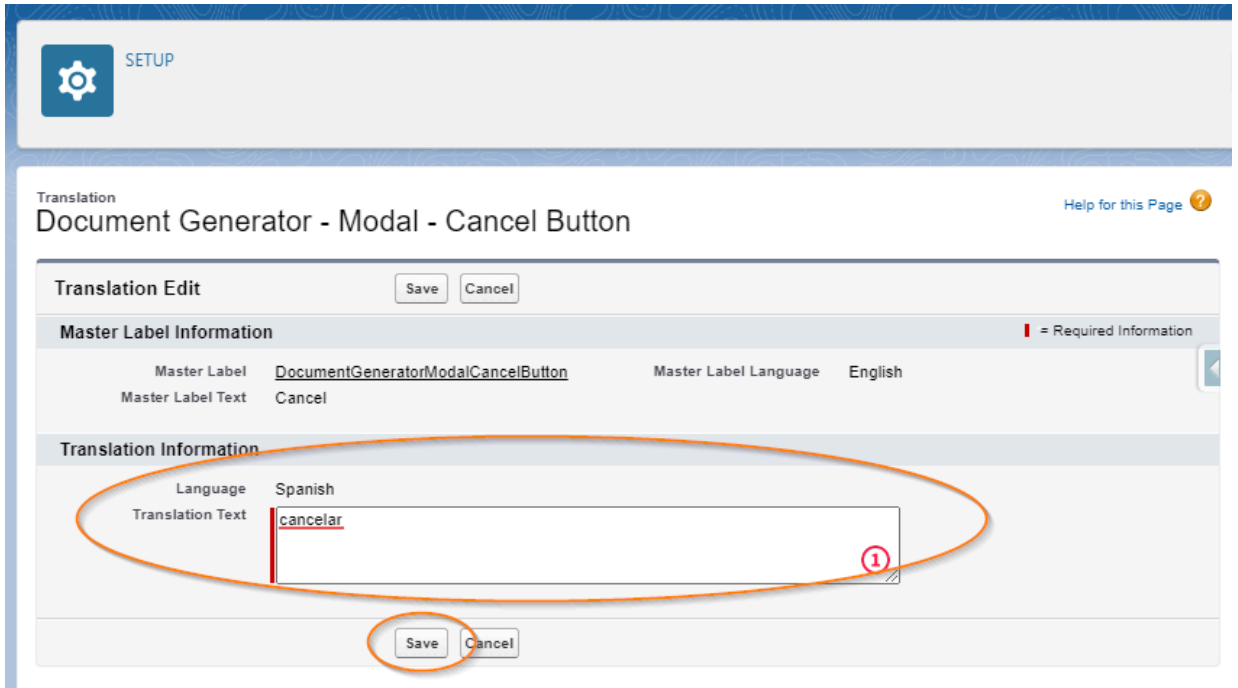 SETUP
Translation
Document Generator - Modal - Cancel Button
Help for this Page ?
Translation Edit Save Cancel
Master Label Information = Required Information
Master Label DocumentGeneratorModalCancelButton Master Label Language English
Master Label Text Cancel
Translation Information
Language Spanish
Translation Text cancelar
1
Save Cancel